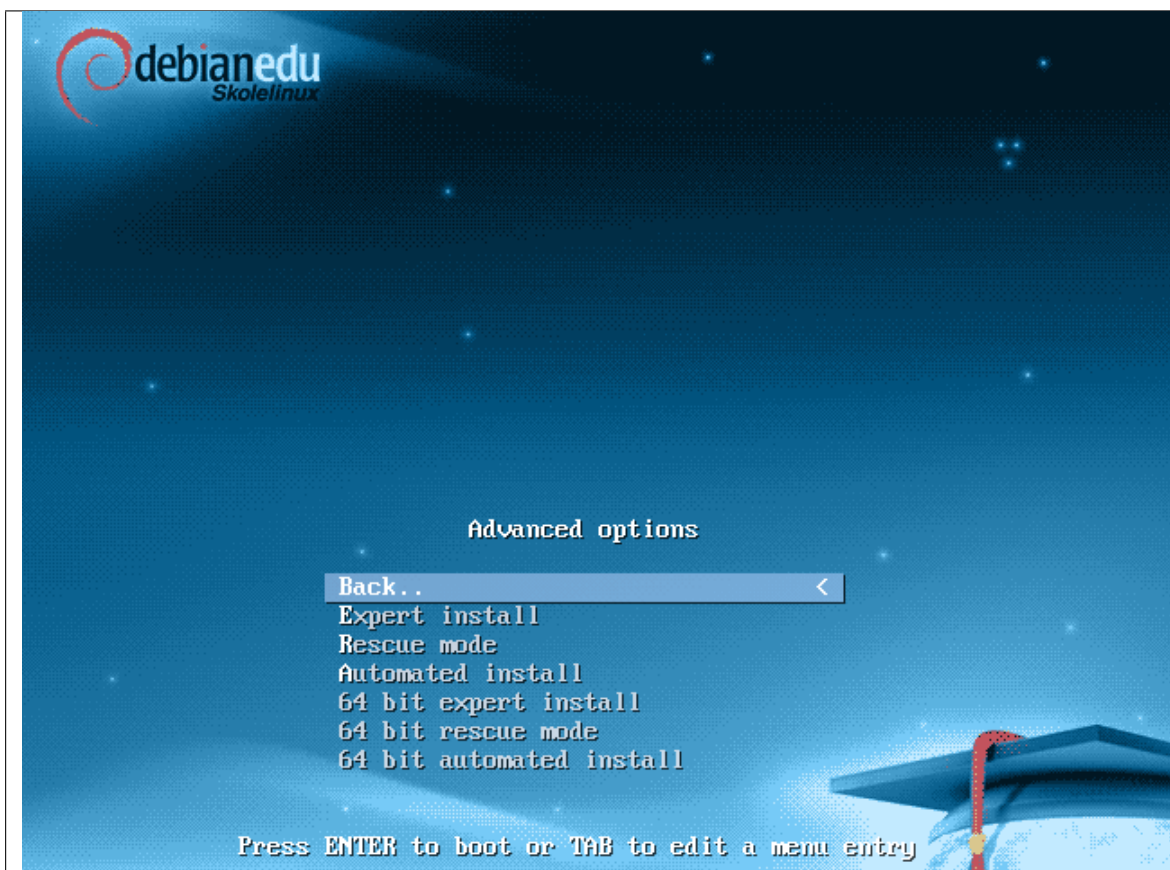 debianedu
Skolelinux
Advanced options
Back.. <
Expert install
Rescue mode
Automated install
64 bit expert install
64 bit rescue mode
64 bit automated install
Press ENTER to boot or TAB to edit a menu entry